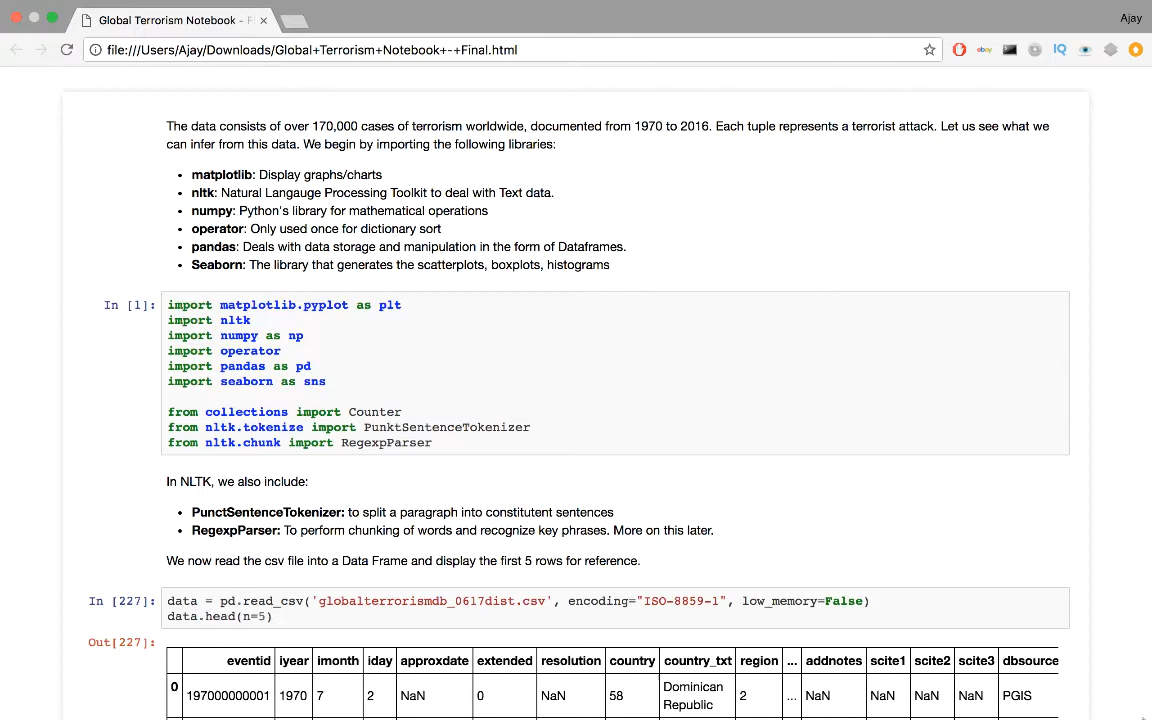 Global Terrorism Notebook - F
Ajay
file:///Users/Ajay/Downloads/Global+Terrorism+Notebook+-+Final.html
ebay
IQ
The data consists of over 170,000 cases of terrorism worldwide, documented from 1970 to 2016. Each tuple represents a terrorist attack. Let us see what we
can infer from this data. We begin by importing the following libraries:
• matplotlib: Display graphs/charts
• nltk: Natural Langauge Processing Toolkit to deal with Text data.
• numpy: Python's library for mathematical operations
• operator: Only used once for dictionary sort
• pandas: Deals with data storage and manipulation in the form of Dataframes.
• Seaborn: The library that generates the scatterplots, boxplots, histograms
In [1]: import matplotlib.pyplot as plt
import nltk
import numpy as np
import operator
import pandas as pd
import seaborn as sns
from collections import Counter
from nltk.tokenize import PunktSentenceTokenizer
from nltk.chunk import RegexpParser
In NLTK, we also include:
• PunctSentenceTokenizer: to split a paragraph into constitutent sentences
• RegexpParser: To perform chunking of words and recognize key phrases. More on this later.
We now read the csv file into a Data Frame and display the first 5 rows for reference.
In [227]: data = pd.read_csv('globalterrorismdb_0617dist.csv', encoding="ISO-8859-1", low_memory=False)
data.head(n=5)
Out[227]:
eventid iyear imonth iday approxdate extended resolution country country_txt region ... addnotes scite1 scite2 scite3 dbsource
0 197000000001 1970 7 2 NaN 0 NaN 58 Dominican Republic 2 ... NaN NaN NaN NaN PGIS